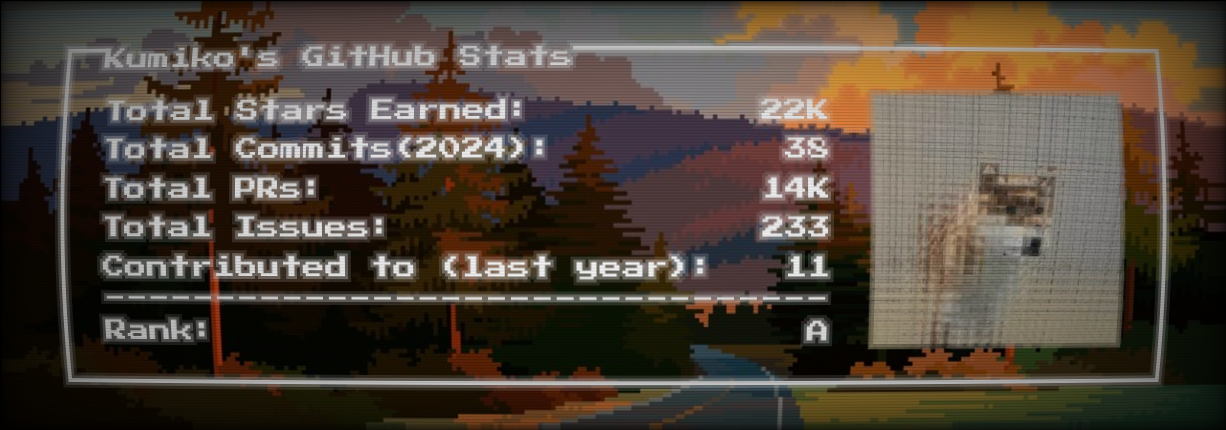 Kumiko's GitHub Stats
Total Stars Earned: 22K
Total Commits(2024): 38
Total PRs: 14K
Total Issues: 233
Contributed to (last year): 11
Rank: A